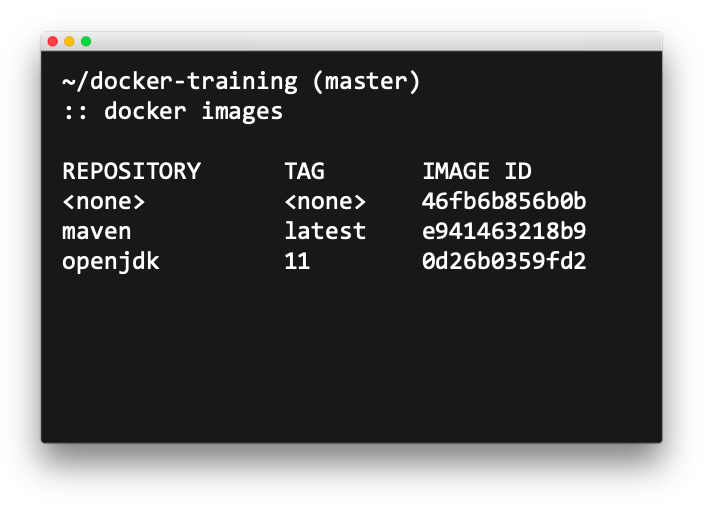 ~/docker-training (master)
:: docker images
REPOSITORY TAG IMAGE ID
<none> <none> 46fb6b856b0b
maven latest e941463218b9
openjdk 11 0d26b0359fd2